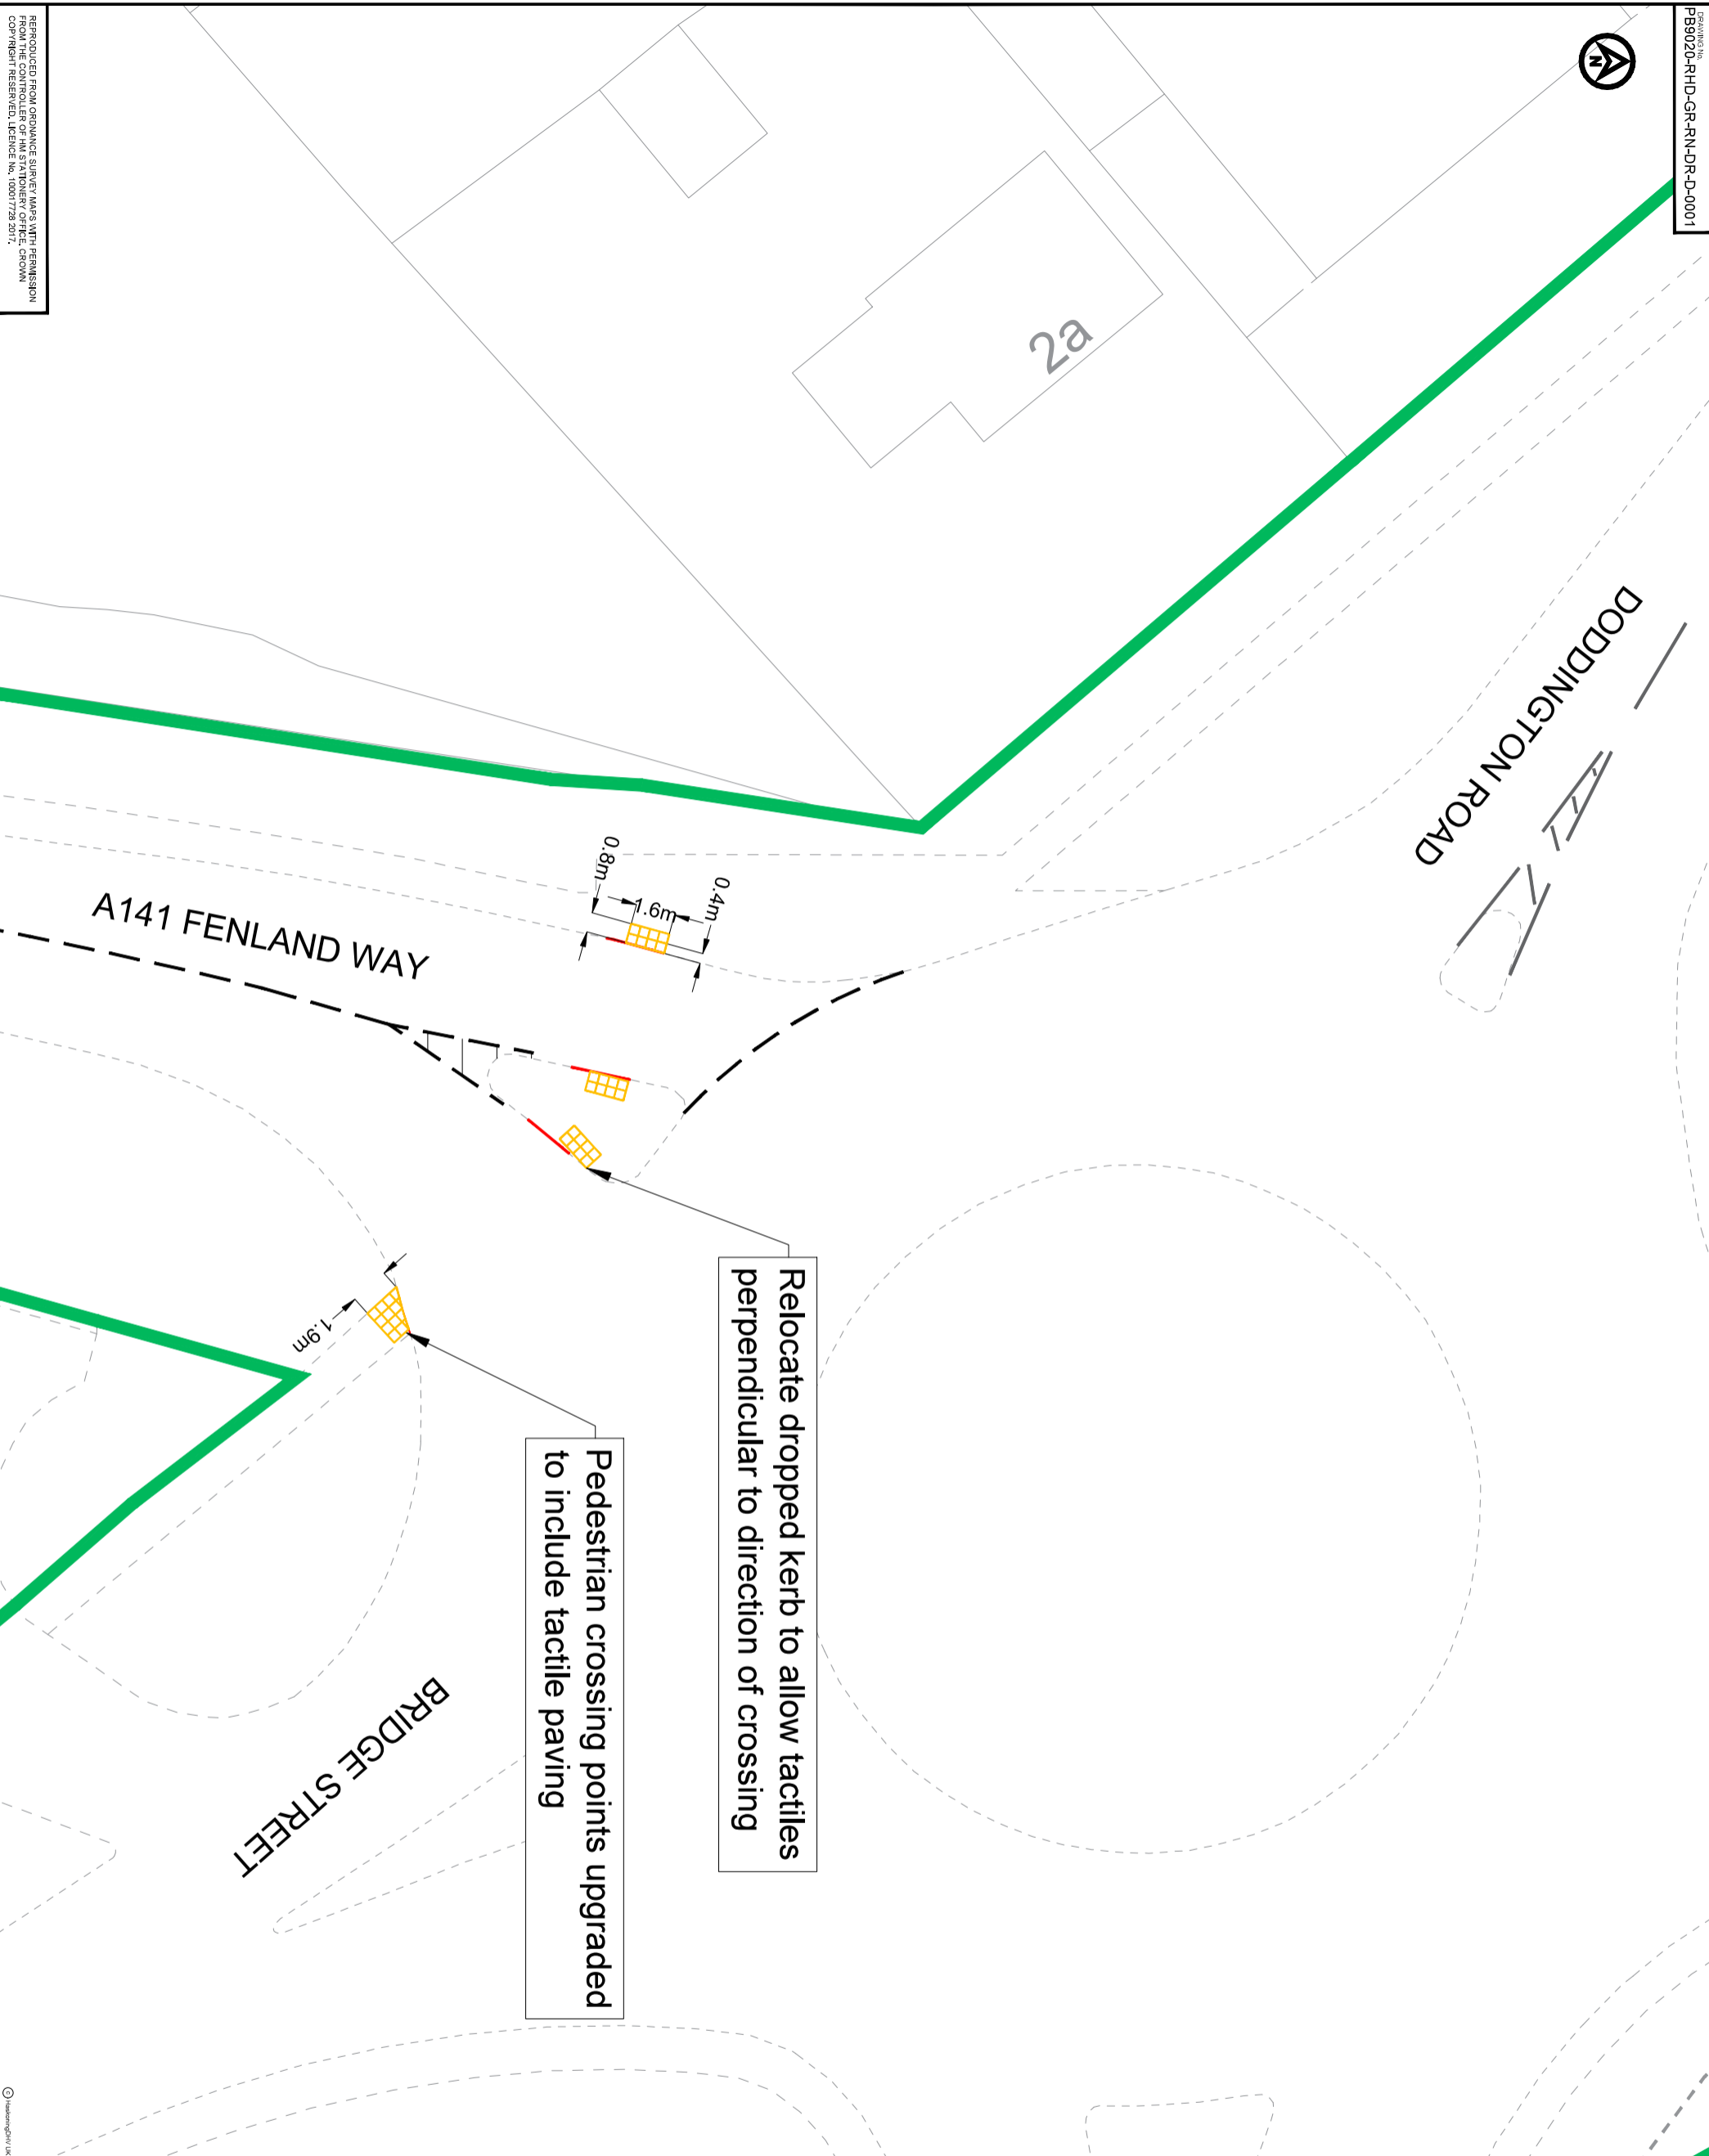 DRAWING No.
PB9020-RHD-GR-RN-DR-D-0001
N
2a
DODDINGTON ROAD
0.8m
1.6m
0.4m
A141 FENLAND WAY
Relocate dropped kerb to allow tactiles
perpendicular to direction of crossing
1.9m
Pedestrian crossing points upgraded
to include tactile paving
BRIDGE STREET
REPRODUCED FROM ORDNANCE SURVEY MAPS WITH PERMISSION
FROM THE CONTROLLER OF HM STATIONERY OFFICE, CROWN
COPYRIGHT RESERVED, LICENCE No. 100017728 2017.
© HaskoningDHV UK